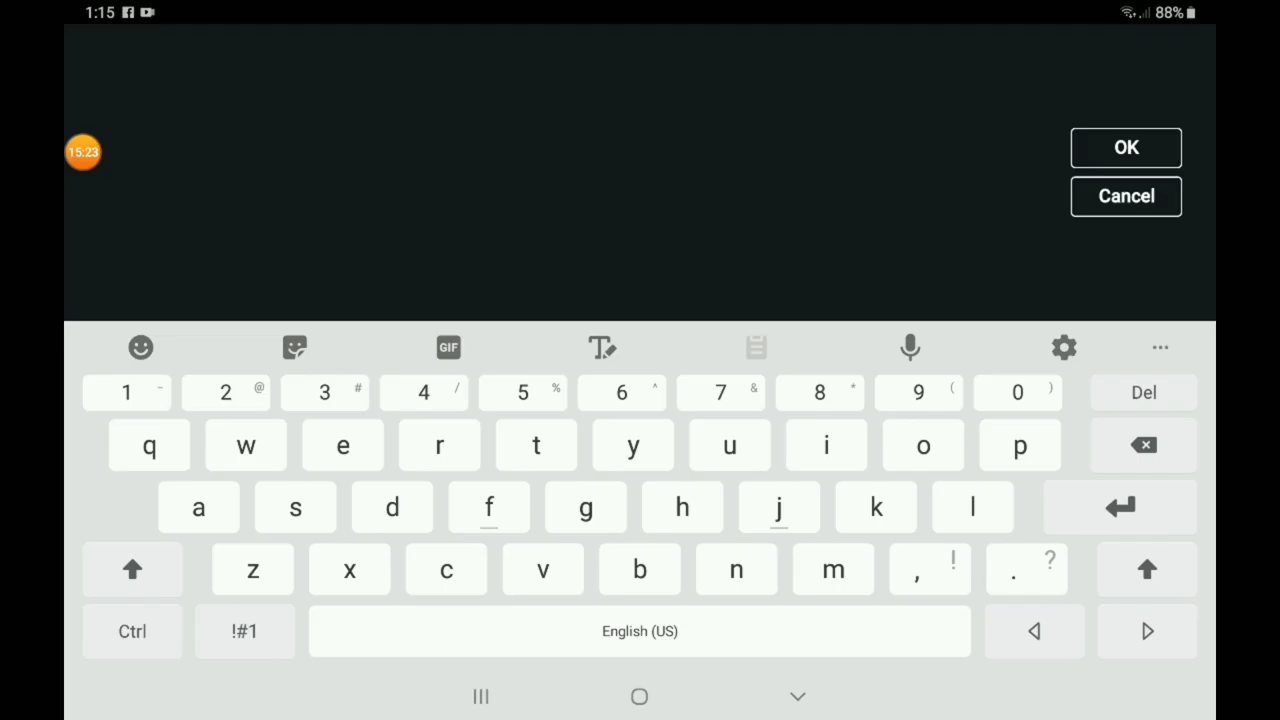 1:15 88%
15:23
OK
Cancel
GIF
1 - 2 @ 3 # 4 / 5 % 6 ^ 7 & 8 * 9 ( 0 ) Del
q w e r t y u i o p
a s d f g h j k l
z x c v b n m , ! . ?
Ctrl !#1 English (US)